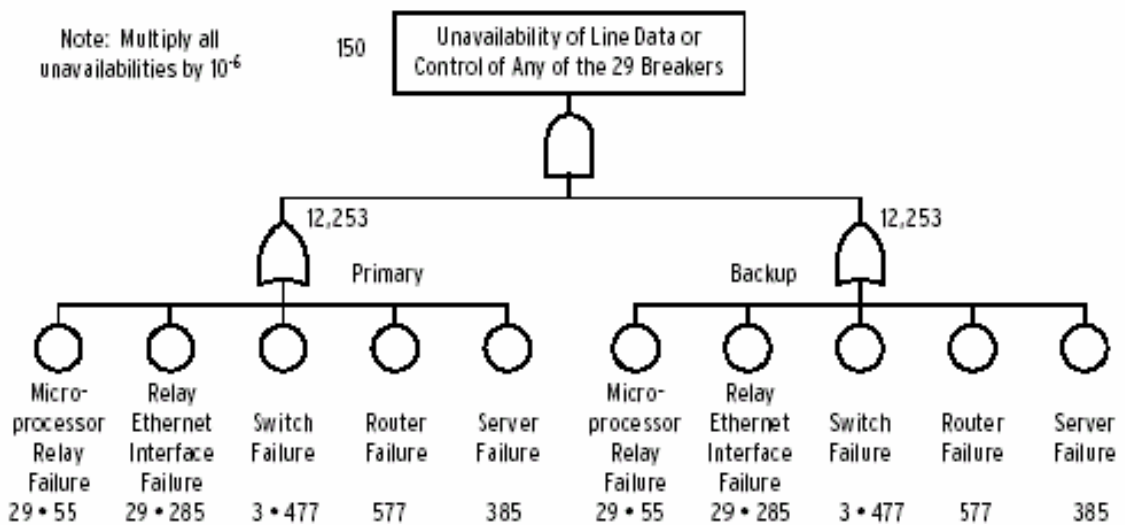 Note: Multiply all
unavailabilities by 10⁻⁶
150
Unavailability of Line Data or
Control of Any of the 29 Breakers
12,253
12,253
Primary
Backup
Micro-
processor
Relay
Failure
29 • 55
Relay
Ethernet
Interface
Failure
29 • 285
Switch
Failure
3 • 477
Router
Failure
577
Server
Failure
385
Micro-
processor
Relay
Failure
29 • 55
Relay
Ethernet
Interface
Failure
29 • 285
Switch
Failure
3 • 477
Router
Failure
577
Server
Failure
385